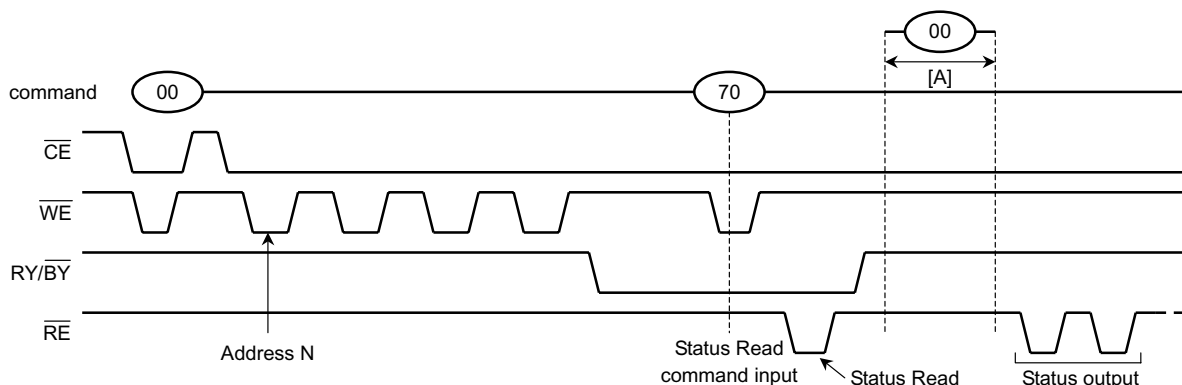 00
[A]
command 00 70
CE
WE
RY/BY
RE
Address N
Status Read
command input
Status Read
Status output